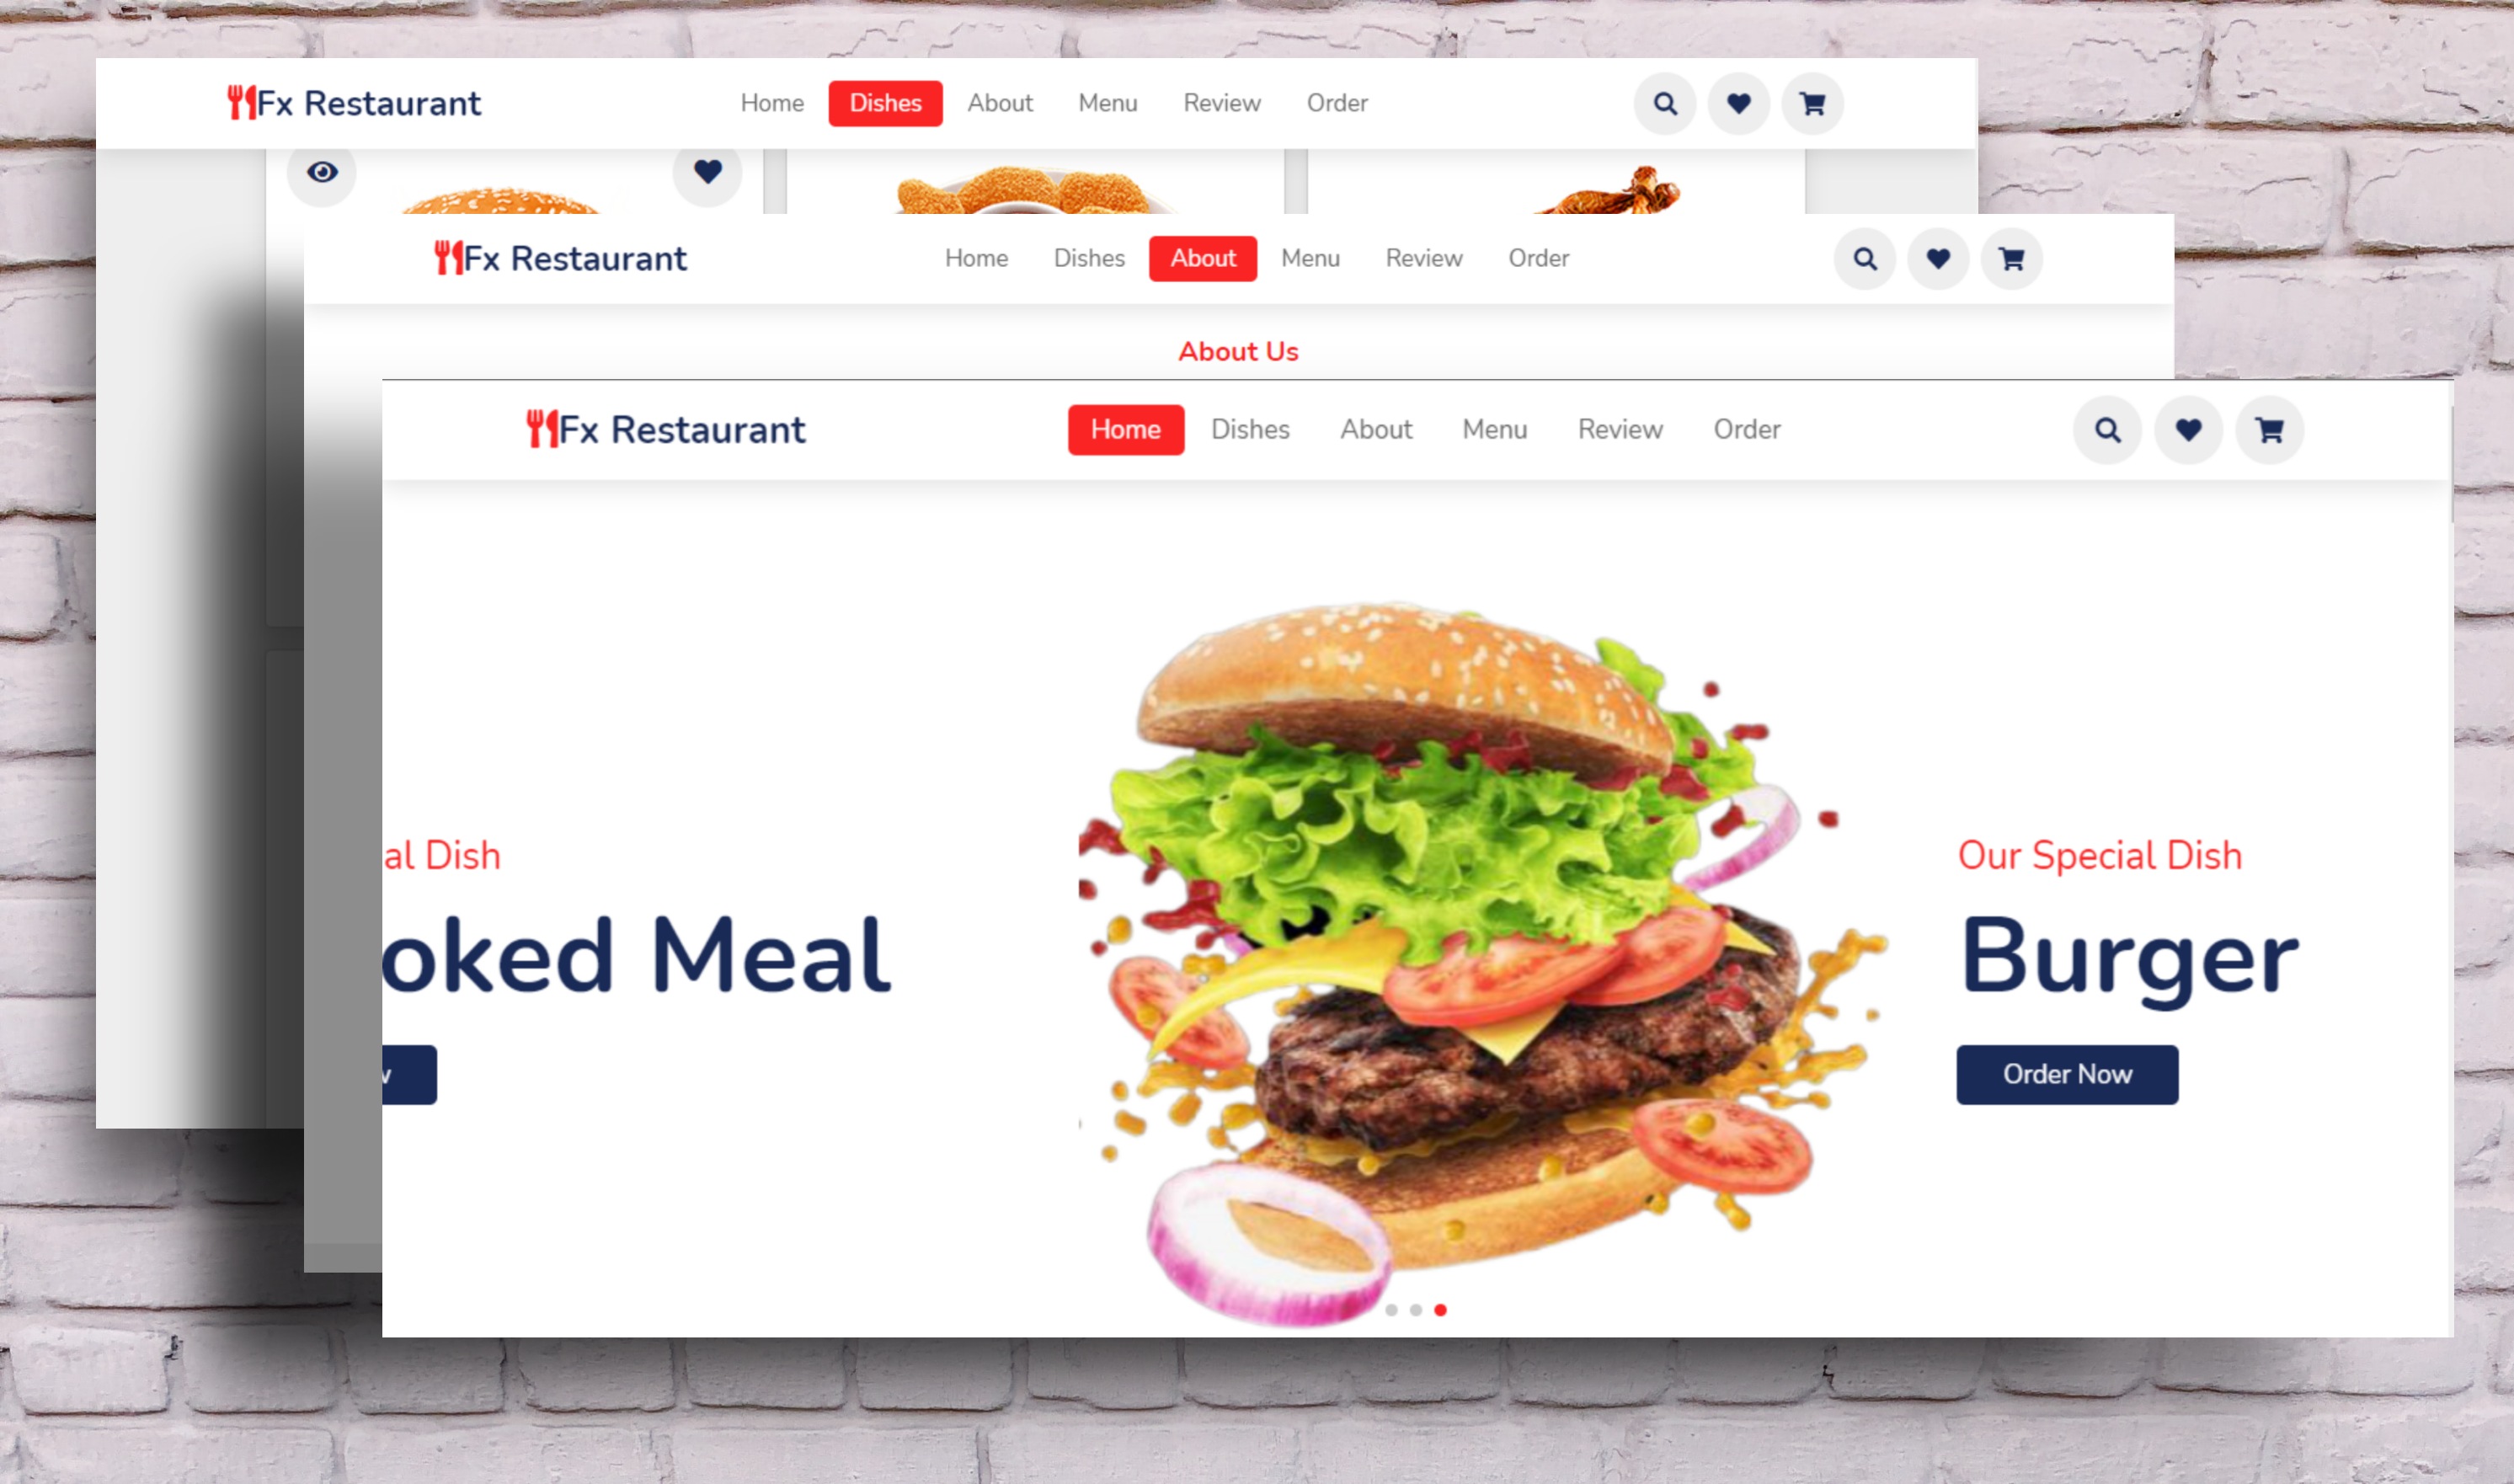 Fx Restaurant Home Dishes About Menu Review Order
Fx Restaurant Home Dishes About Menu Review Order
About Us
Fx Restaurant Home Dishes About Menu Review Order
al Dish
oked Meal
Our Special Dish
Burger
Order Now